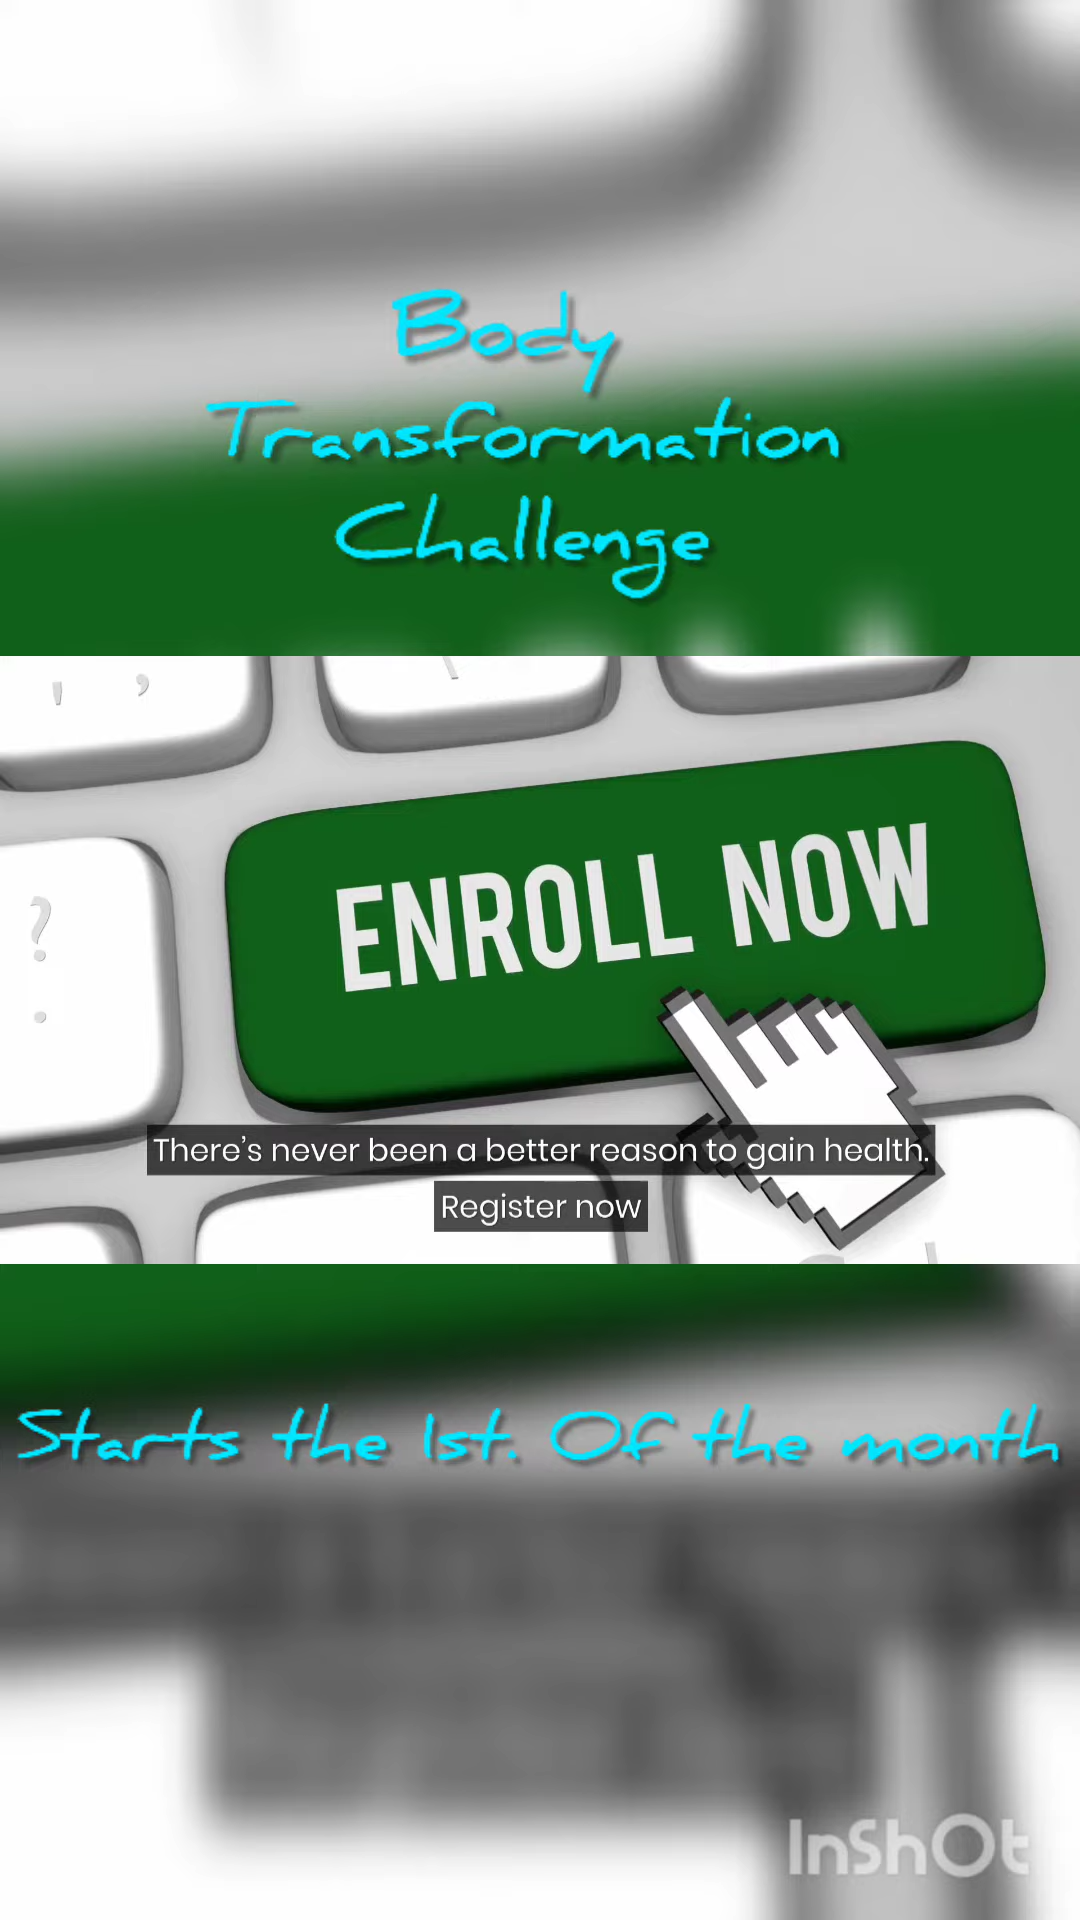 Body
Transformation
Challenge
ENROLL NOW
There's never been a better reason to gain health.
Register now
Starts the 1st. Of the month
InShOt